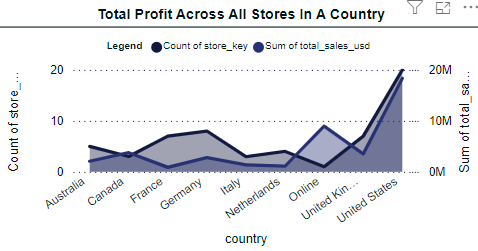 Total Profit Across All Stores In A Country
Legend Count of store_key Sum of total_sales_usd
20 20M
10 10M
0 0M
Count of store_...
Sum of total_sa...
Australia
Canada
France
Germany
Italy
Netherlands
Online
United Kin...
United States
country